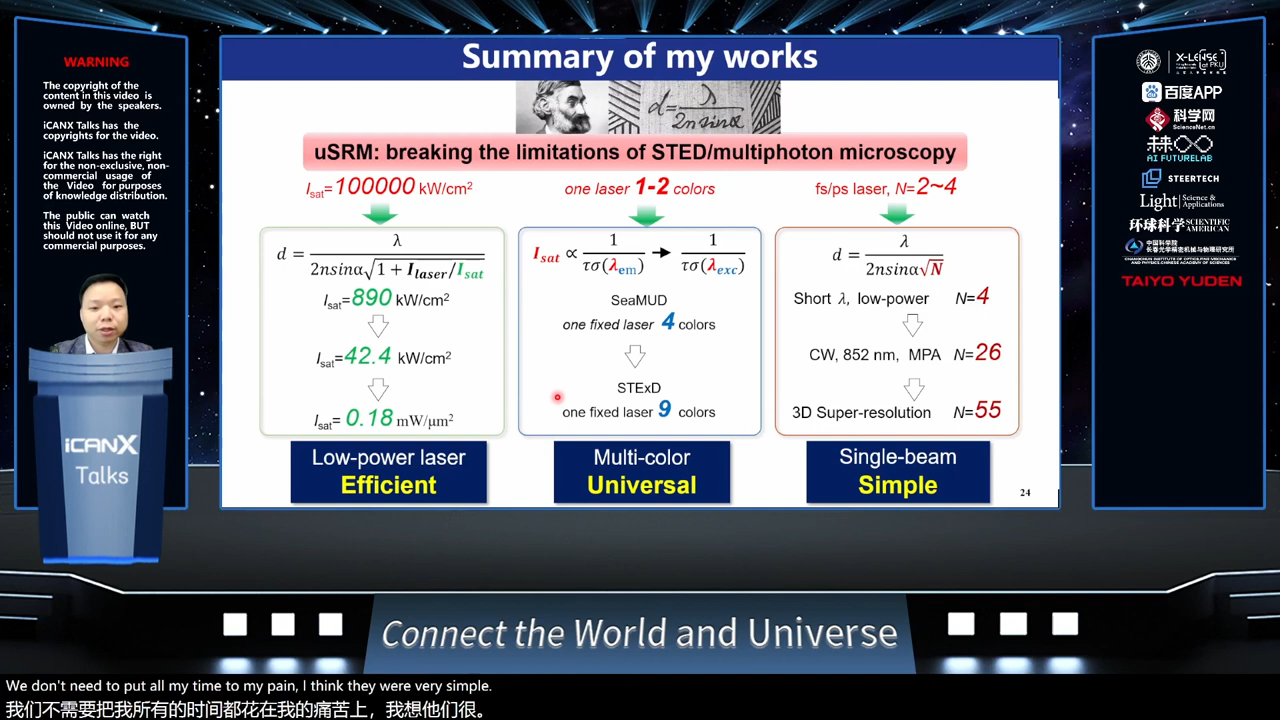 WARNING
The copyright of the
content in this video is
owned by the speakers.
iCANX Talks has the
copyrights for the video.
iCANX Talks has the right
for the non-exclusive, non-
commercial usage of
the Video for purposes
of knowledge distribution.
The public can watch
this Video online, BUT
should not use it for any
commercial purposes.
iCANX
Talks
Summary of my works
d = λ / 2n sinα
uSRM: breaking the limitations of STED/multiphoton microscopy
Isat=100000 kW/cm²
one laser 1-2 colors
fs/ps laser, N=2~4
d = λ / 2nsinα√(1 + Ilaser/Isat)
Isat=890 kW/cm²
Isat=42.4 kW/cm²
Isat= 0.18 mW/μm²
Low-power laser
Efficient
Isat ∝ 1/τσ(λem) → 1/τσ(λexc)
SeaMUD
one fixed laser 4 colors
STExD
one fixed laser 9 colors
Multi-color
Universal
d = λ / 2nsinα√N
Short λ, low-power N=4
CW, 852 nm, MPA N=26
3D Super-resolution N=55
Single-beam
Simple
24
X-LENSE
at PKU
百度APP
科学网
ScienceNet.cn
未来
AI FUTURELAB
STEERTECH
Light Science & Applications
环球科学 SCIENTIFIC AMERICAN
中国科学院
长春光学精密机械与物理研究所
CHANGCHUN INSTITUTE OF OPTICS,FINE MECHANICS
AND PHYSICS,CHINESE ACADEMY OF SCIENCES
TAIYO YUDEN
Connect the World and Universe
We don't need to put all my time to my pain, I think they were very simple.
我们不需要把我所有的时间都花在我的痛苦上，我想他们很。